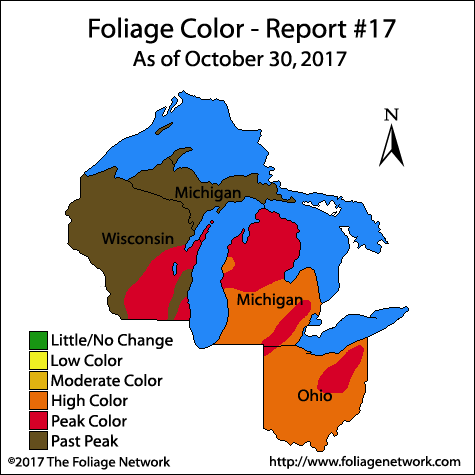 Foliage Color - Report #17
As of October 30, 2017
N
Michigan
Wisconsin
Michigan
Ohio
Little/No Change
Low Color
Moderate Color
High Color
Peak Color
Past Peak
©2017 The Foliage Network
http://www.foliagenetwork.com